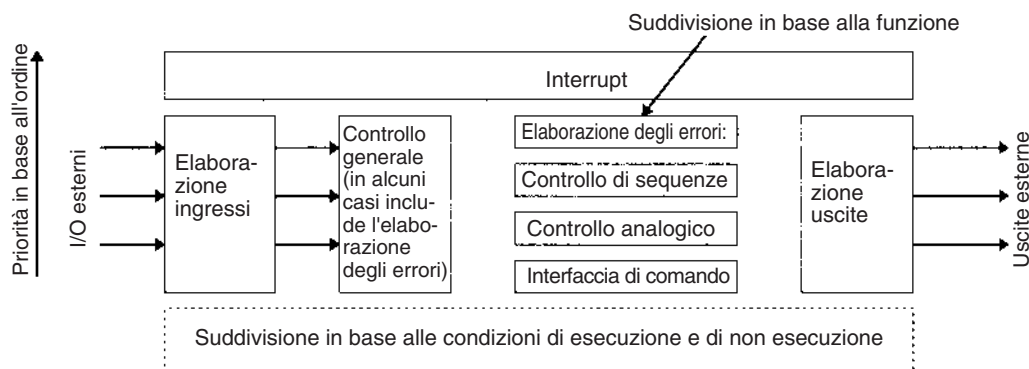 Suddivisione in base alla funzione
Priorità in base all'ordine
Interrupt
I/O esterni
Elabora-
zione
ingressi
Controllo
generale
(in alcuni
casi inclu-
de l'elabo-
razione
degli errori)
Elaborazione degli errori:
Controllo di sequenze
Controllo analogico
Interfaccia di comando
Elabora-
zione
uscite
Uscite esterne
Suddivisione in base alle condizioni di esecuzione e di non esecuzione